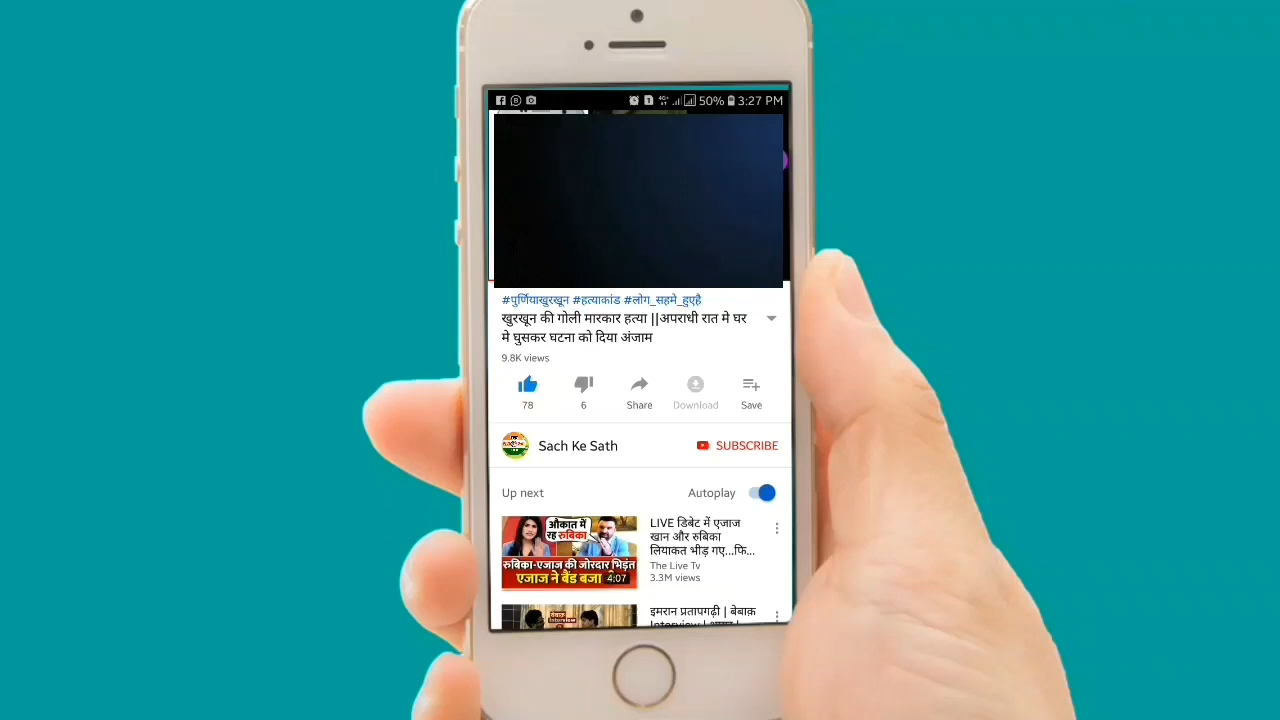 50% 3:27 PM
#पुर्णियाखुरखून #हत्याकांड #लोग_सहमे_हुएहै
खुरखून की गोली मारकार हत्या ||अपराधी रात मे घर
मे घुसकर घटना को दिया अंजाम
9.8K views
78 6 Share Download Save
Sach Ke Sath SUBSCRIBE
Up next Autoplay
औकात में
रह रुबिका
रुबिका-एजाज की जोरदार भिड़ंत
एजाज ने बैंड बजा
4:07
LIVE डिबेट में एजाज
खान और रुबिका
लियाकत भीड़ गए...फि...
The Live Tv
3.3M views
बेबाक़
Interview
इमरान प्रतापगढ़ी | बेबाक़
Interview |